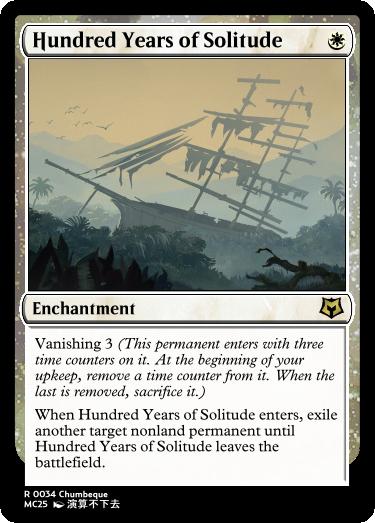 Hundred Years of Solitude
Enchantment
Vanishing 3 (This permanent enters with three
time counters on it. At the beginning of your
upkeep, remove a time counter from it. When the
last is removed, sacrifice it.)
When Hundred Years of Solitude enters, exile
another target nonland permanent until
Hundred Years of Solitude leaves the
battlefield.
R 0034 Chumbeque
MC25 演算不下去